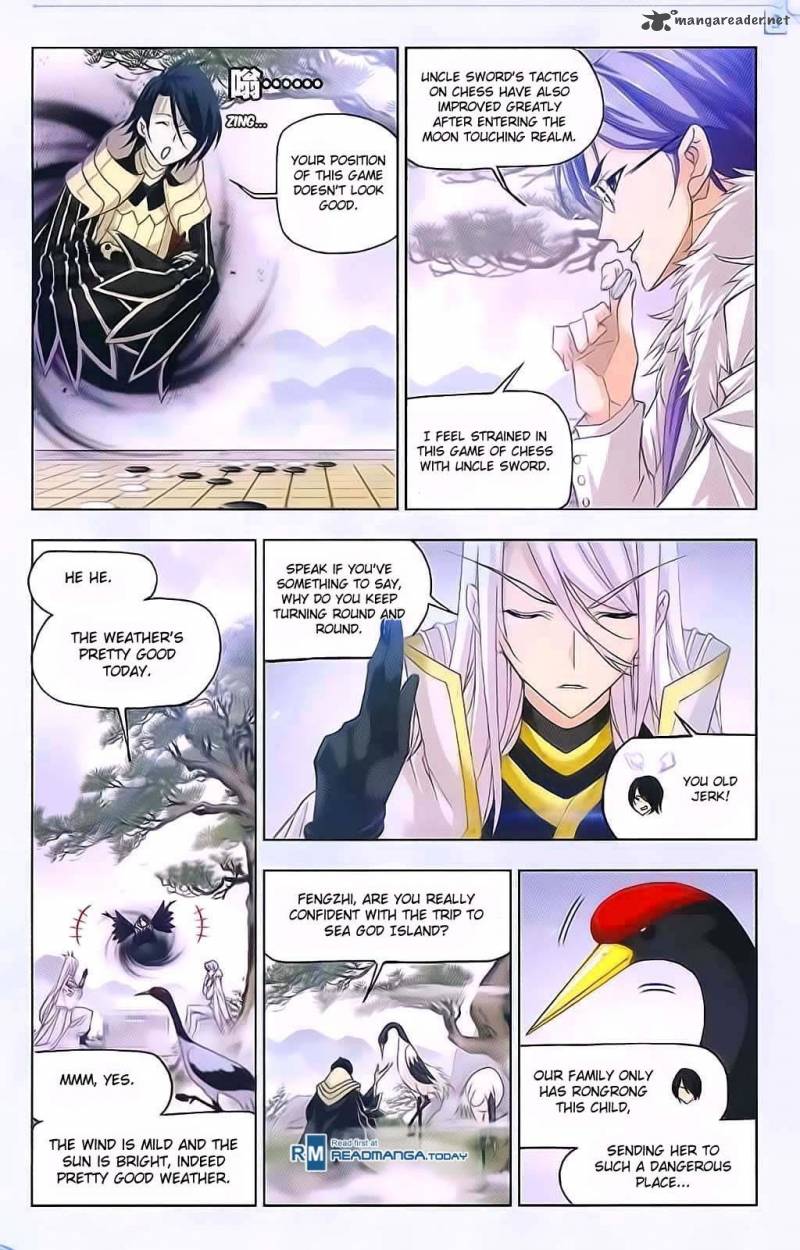 mangareader.net
嗡……
ZING...
YOUR POSITION
OF THIS GAME
DOESN'T LOOK
GOOD.
UNCLE SWORD'S TACTICS
ON CHESS HAVE ALSO
IMPROVED GREATLY
AFTER ENTERING THE
MOON TOUCHING REALM.
I FEEL STRAINED IN
THIS GAME OF CHESS
WITH UNCLE SWORD.
HE HE.
THE WEATHER'S
PRETTY GOOD
TODAY.
MMM, YES.
THE WIND IS MILD AND THE
SUN IS BRIGHT, INDEED
PRETTY GOOD WEATHER.
SPEAK IF YOU'VE
SOMETHING TO SAY,
WHY DO YOU KEEP
TURNING ROUND AND
ROUND.
YOU OLD
JERK!
FENGZHI, ARE YOU REALLY
CONFIDENT WITH THE TRIP TO
SEA GOD ISLAND?
RM Read first at
READMANGA.TODAY
OUR FAMILY ONLY
HAS RONGRONG
THIS CHILD,
SENDING HER TO
SUCH A DANGEROUS
PLACE...